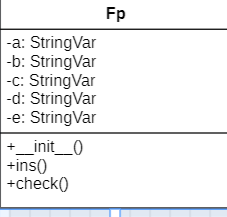 Fp
-a: StringVar
-b: StringVar
-c: StringVar
-d: StringVar
-e: StringVar
+__init__()
+ins()
+check()